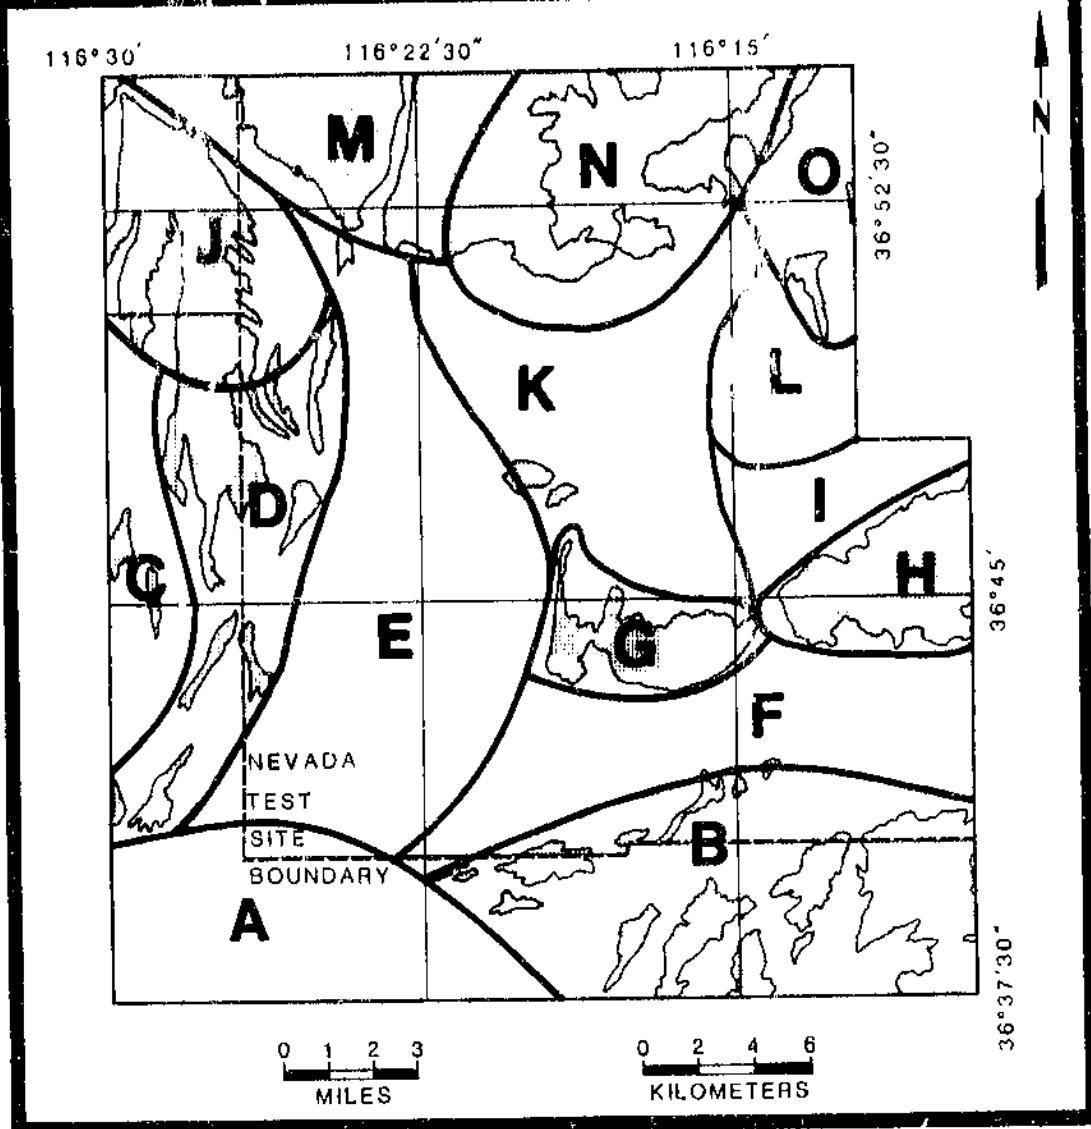 116°30′ 116°22′30″ 116°15′
N
M
N
O
36°52′30″
J
K
L
D
I
C
H
36°45′
E
G
F
NEVADA
TEST
SITE
BOUNDARY
B
A
36°37′30″
0 1 2 3
MILES
0 2 4 6
KILOMETERS